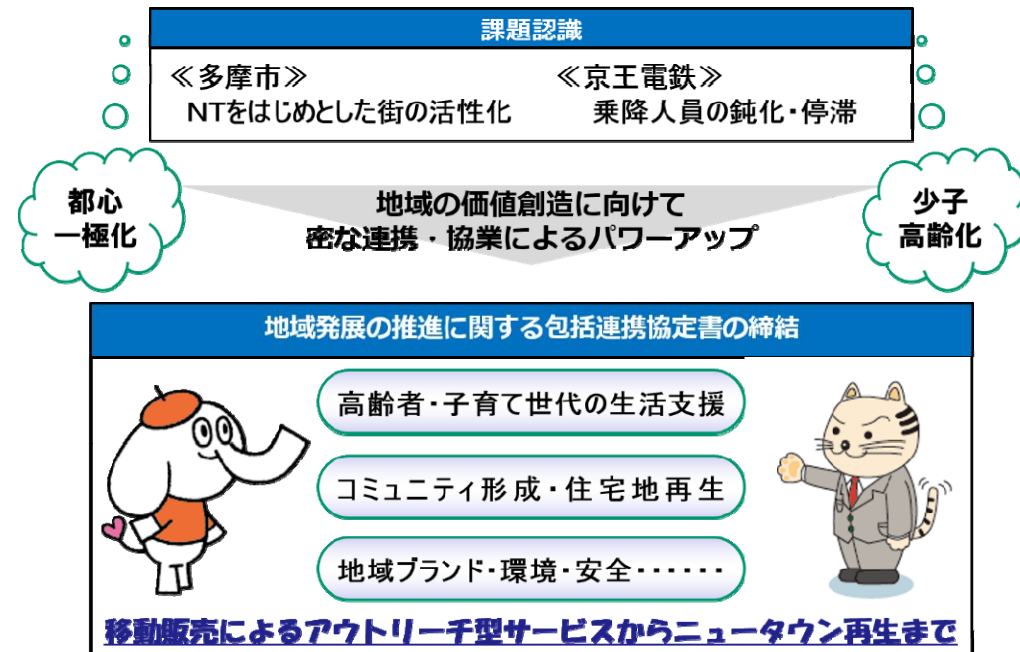 課題認識
≪多摩市≫ ≪京王電鉄≫
NTをはじめとした街の活性化 乗降人員の鈍化・停滞
都心
一極化
地域の価値創造に向けて
密な連携・協業によるパワーアップ
少子
高齢化
地域発展の推進に関する包括連携協定書の締結
高齢者・子育て世代の生活支援
コミュニティ形成・住宅地再生
地域ブランド・環境・安全・・・・・・
移動販売によるアウトリーチ型サービスからニュータウン再生まで